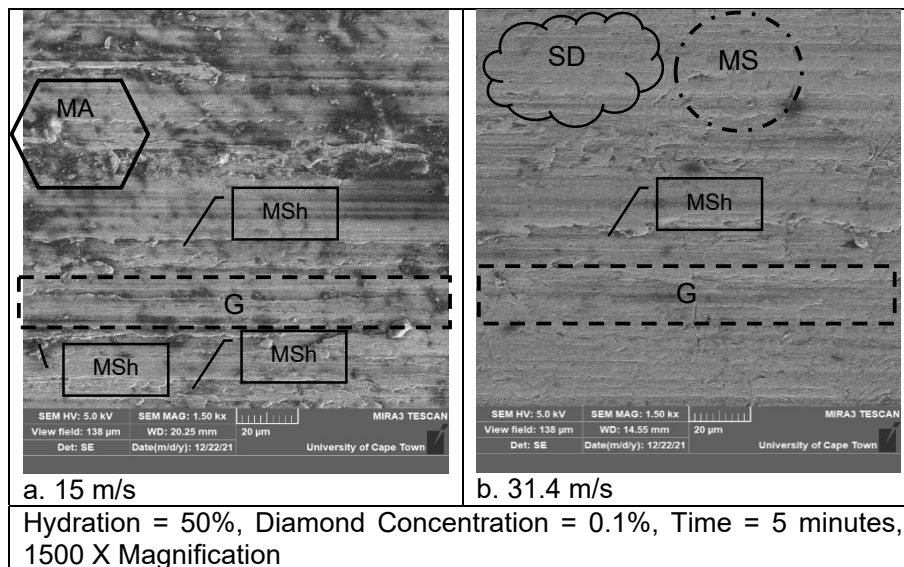 MA
MSh
G
MSh
MSh
SEM HV: 5.0 kV SEM MAG: 1.50 kx MIRA3 TESCAN
View field: 138 µm WD: 20.25 mm 20 µm
Det: SE Date(m/d/y): 12/22/21 University of Cape Town
a. 15 m/s
SD
MS
MSh
G
SEM HV: 5.0 kV SEM MAG: 1.50 kx MIRA3 TESCAN
View field: 138 µm WD: 14.55 mm 20 µm
Det: SE Date(m/d/y): 12/22/21 University of Cape Town
b. 31.4 m/s
Hydration = 50%, Diamond Concentration = 0.1%, Time = 5 minutes,
1500 X Magnification